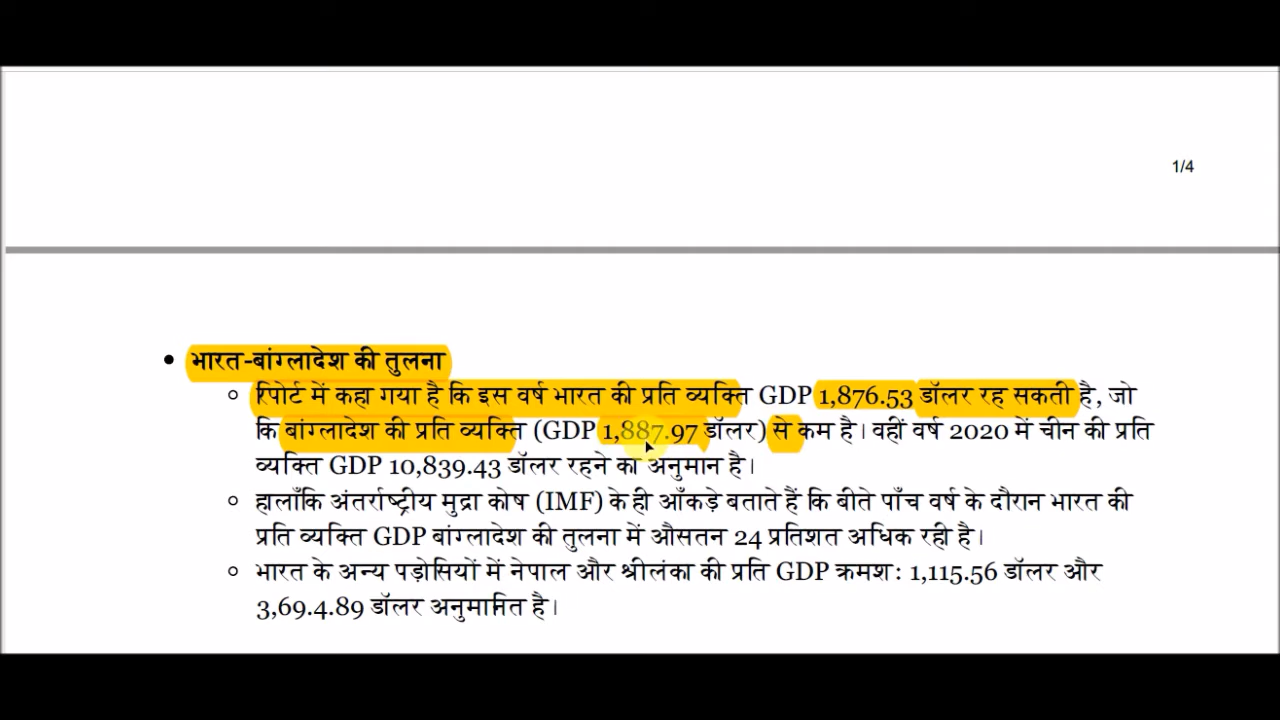 1/4
भारत-बांग्लादेश की तुलना
रिपोर्ट में कहा गया है कि इस वर्ष भारत की प्रति व्यक्ति GDP 1,876.53 डॉलर रह सकती है, जो
कि बांग्लादेश की प्रति व्यक्ति (GDP 1,887.97 डॉलर) से कम है। वहीं वर्ष 2020 में चीन की प्रति
व्यक्ति GDP 10,839.43 डॉलर रहने का अनुमान है।
हालाँकि अंतर्राष्ट्रीय मुद्रा कोष (IMF) के ही आँकड़े बताते हैं कि बीते पाँच वर्ष के दौरान भारत की
प्रति व्यक्ति GDP बांग्लादेश की तुलना में औसतन 24 प्रतिशत अधिक रही है।
भारत के अन्य पड़ोसियों में नेपाल और श्रीलंका की प्रति GDP क्रमश: 1,115.56 डॉलर और
3,69.4.89 डॉलर अनुमानित है।